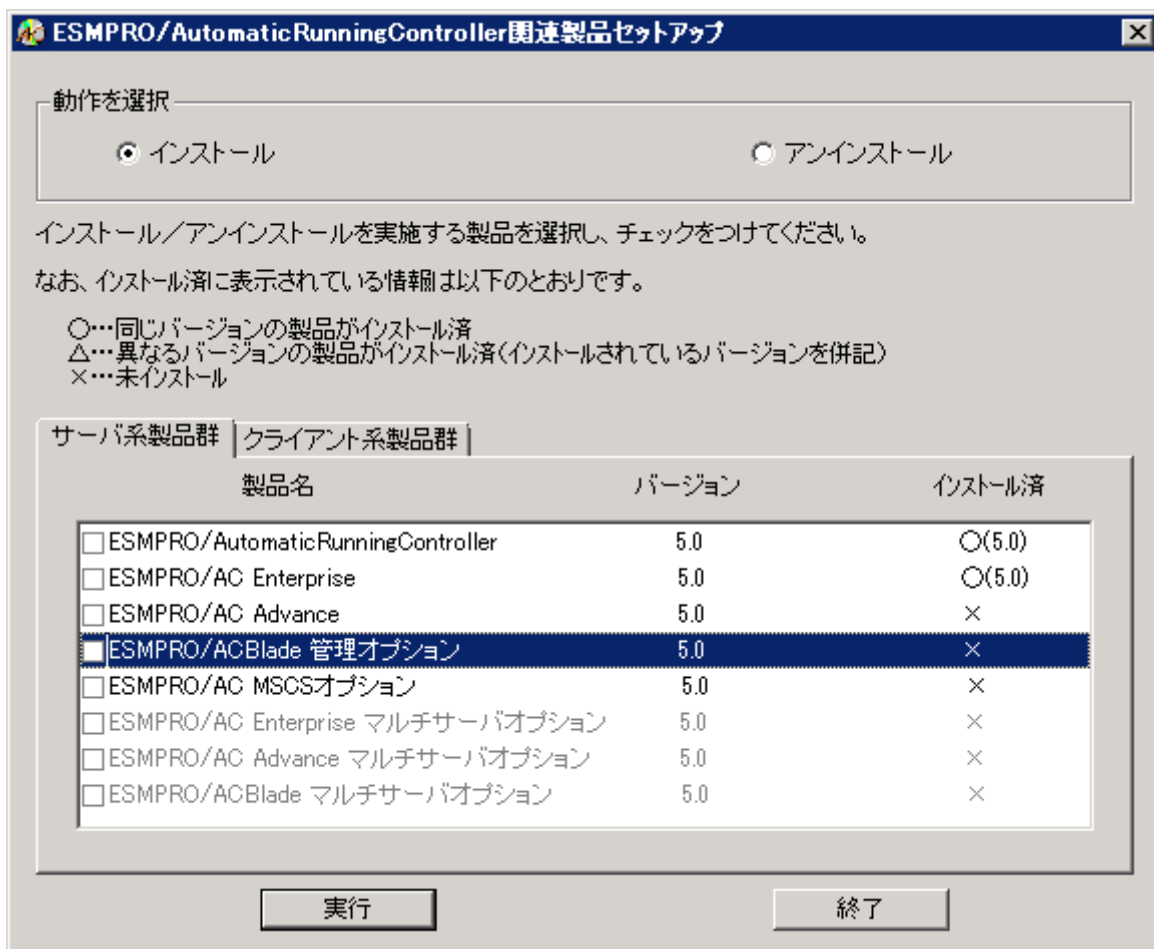 ESMPRO/AutomaticRunningController関連製品セットアップ
動作を選択
インストール アンインストール
インストール／アンインストールを実施する製品を選択し、チェックをつけてください。
なお、インストール済に表示されている情報は以下のとおりです。
○…同じバージョンの製品がインストール済
△…異なるバージョンの製品がインストール済(インストールされているバージョンを併記)
×…未インストール
サーバ系製品群 クライアント系製品群
製品名 バージョン インストール済
ESMPRO/AutomaticRunningController 5.0 ○(5.0)
ESMPRO/AC Enterprise 5.0 ○(5.0)
ESMPRO/AC Advance 5.0 ×
ESMPRO/ACBlade 管理オプション 5.0 ×
ESMPRO/AC MSCSオプション 5.0 ×
ESMPRO/AC Enterprise マルチサーバオプション 5.0 ×
ESMPRO/AC Advance マルチサーバオプション 5.0 ×
ESMPRO/ACBlade マルチサーバオプション 5.0 ×
実行 終了